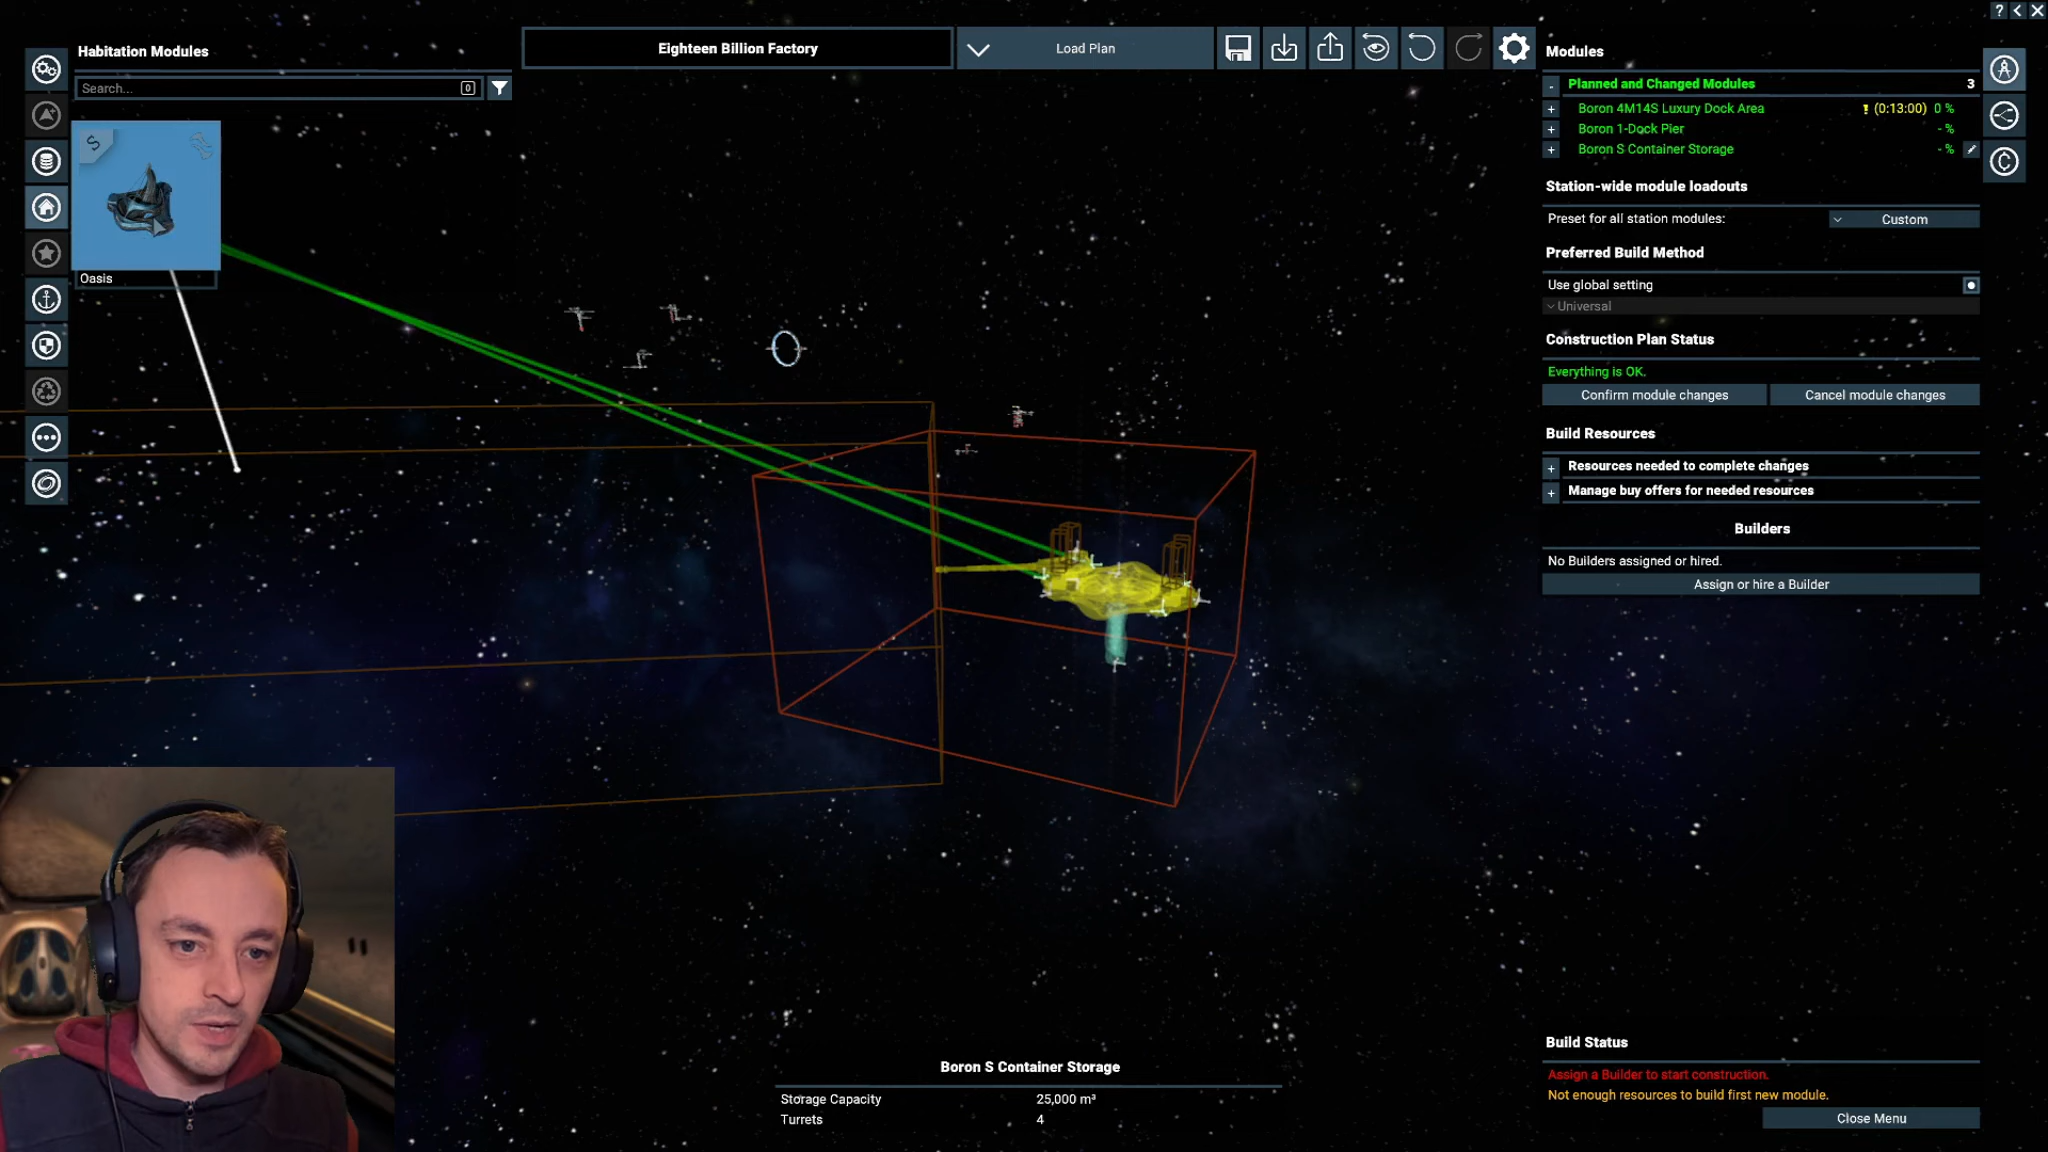 Habitation Modules
Search...
0
S
Oasis
Eighteen Billion Factory
Load Plan
? < X
Modules
- Planned and Changed Modules 3
+ Boron 4M14S Luxury Dock Area ! (0:13:00) 0 %
+ Boron 1-Dock Pier - %
+ Boron S Container Storage - %
Station-wide module loadouts
Preset for all station modules: Custom
Preferred Build Method
Use global setting
Universal
Construction Plan Status
Everything is OK.
Confirm module changes Cancel module changes
Build Resources
+ Resources needed to complete changes
+ Manage buy offers for needed resources
Builders
No Builders assigned or hired.
Assign or hire a Builder
Boron S Container Storage
Storage Capacity 25,000 m³
Turrets 4
Build Status
Assign a Builder to start construction.
Not enough resources to build first new module.
Close Menu